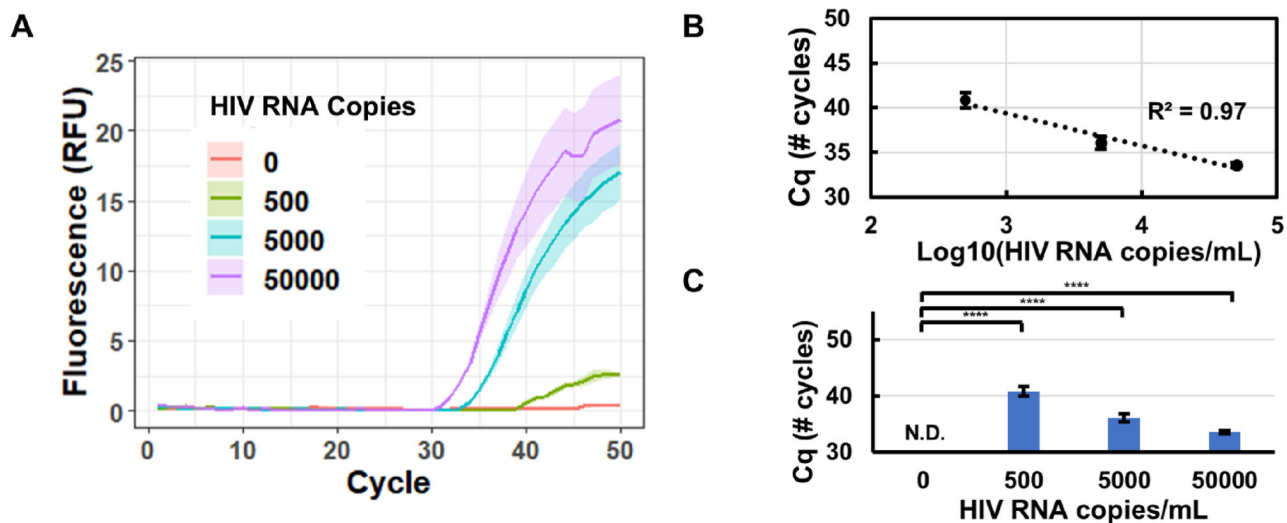 A
Fluorescence (RFU)
25
20
15
10
5
0
HIV RNA Copies
0
500
5000
50000
0 10 20 30 40 50
Cycle
B
Cq (# cycles)
50
45
40
35
30
R² = 0.97
2 3 4 5
Log10(HIV RNA copies/mL)
C
Cq (# cycles)
50
40
30
****
****
****
N.D.
0 500 5000 50000
HIV RNA copies/mL